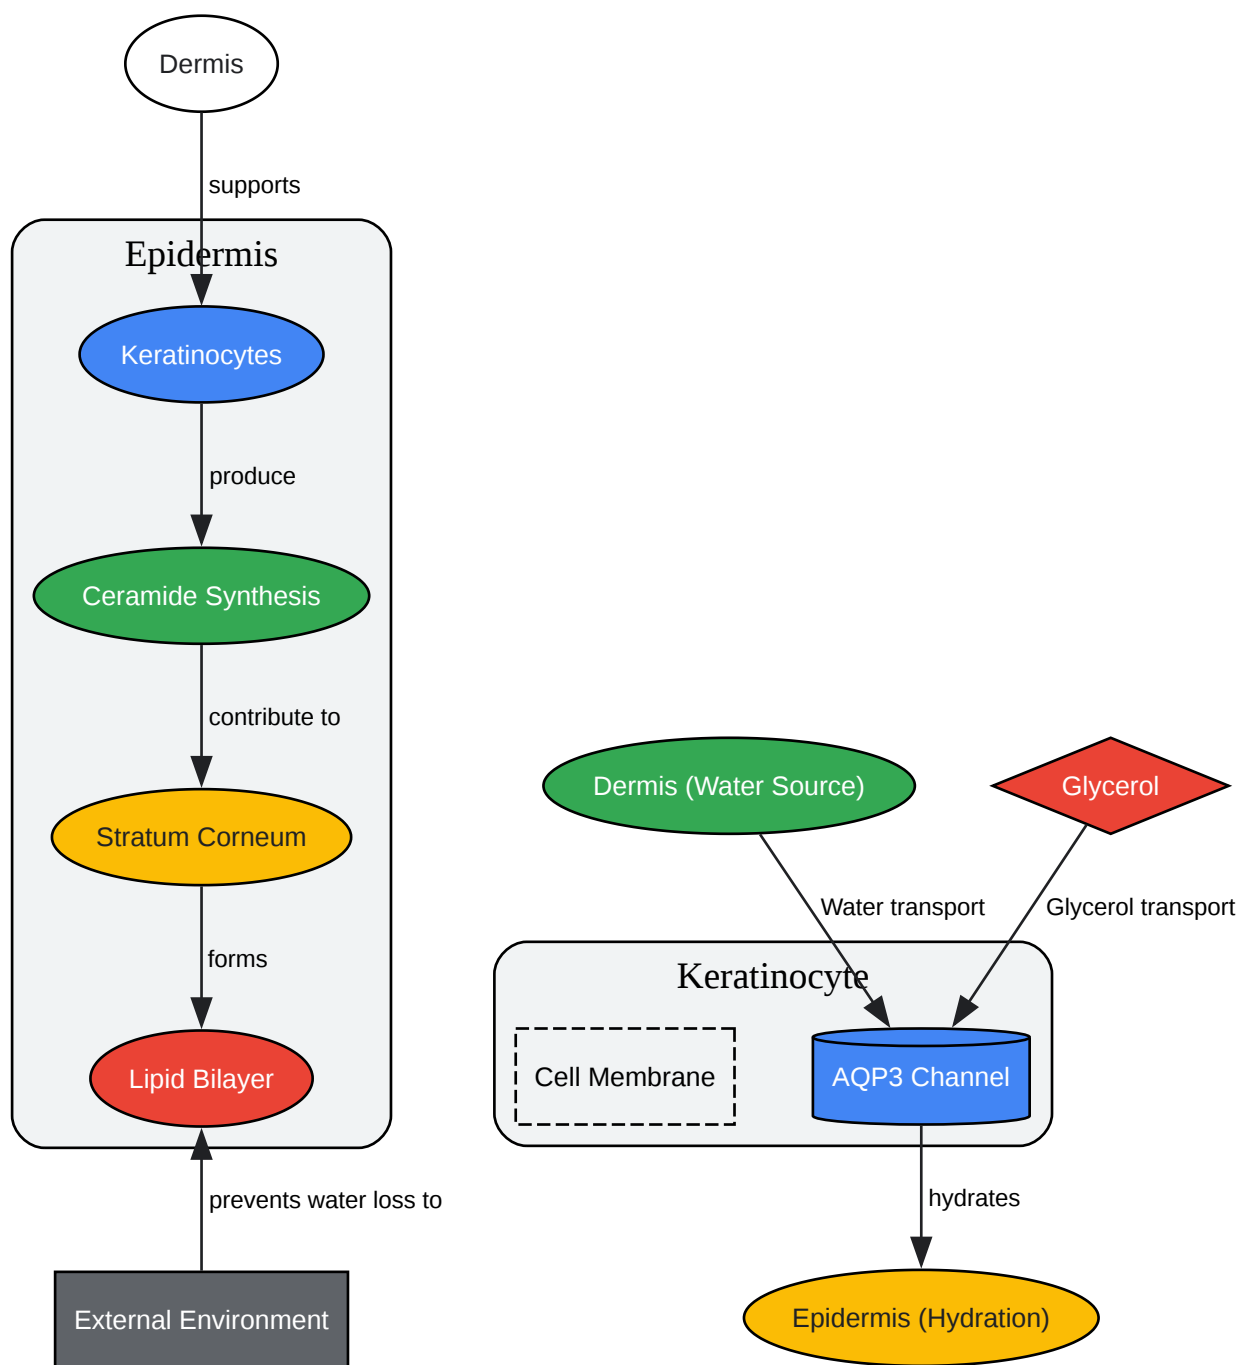 Dermis
supports
Epidermis
Keratinocytes
produce
Ceramide Synthesis
contribute to
Stratum Corneum
forms
Lipid Bilayer
prevents water loss to
External Environment
Dermis (Water Source)
Glycerol
Water transport
Glycerol transport
Keratinocyte
Cell Membrane
AQP3 Channel
hydrates
Epidermis (Hydration)